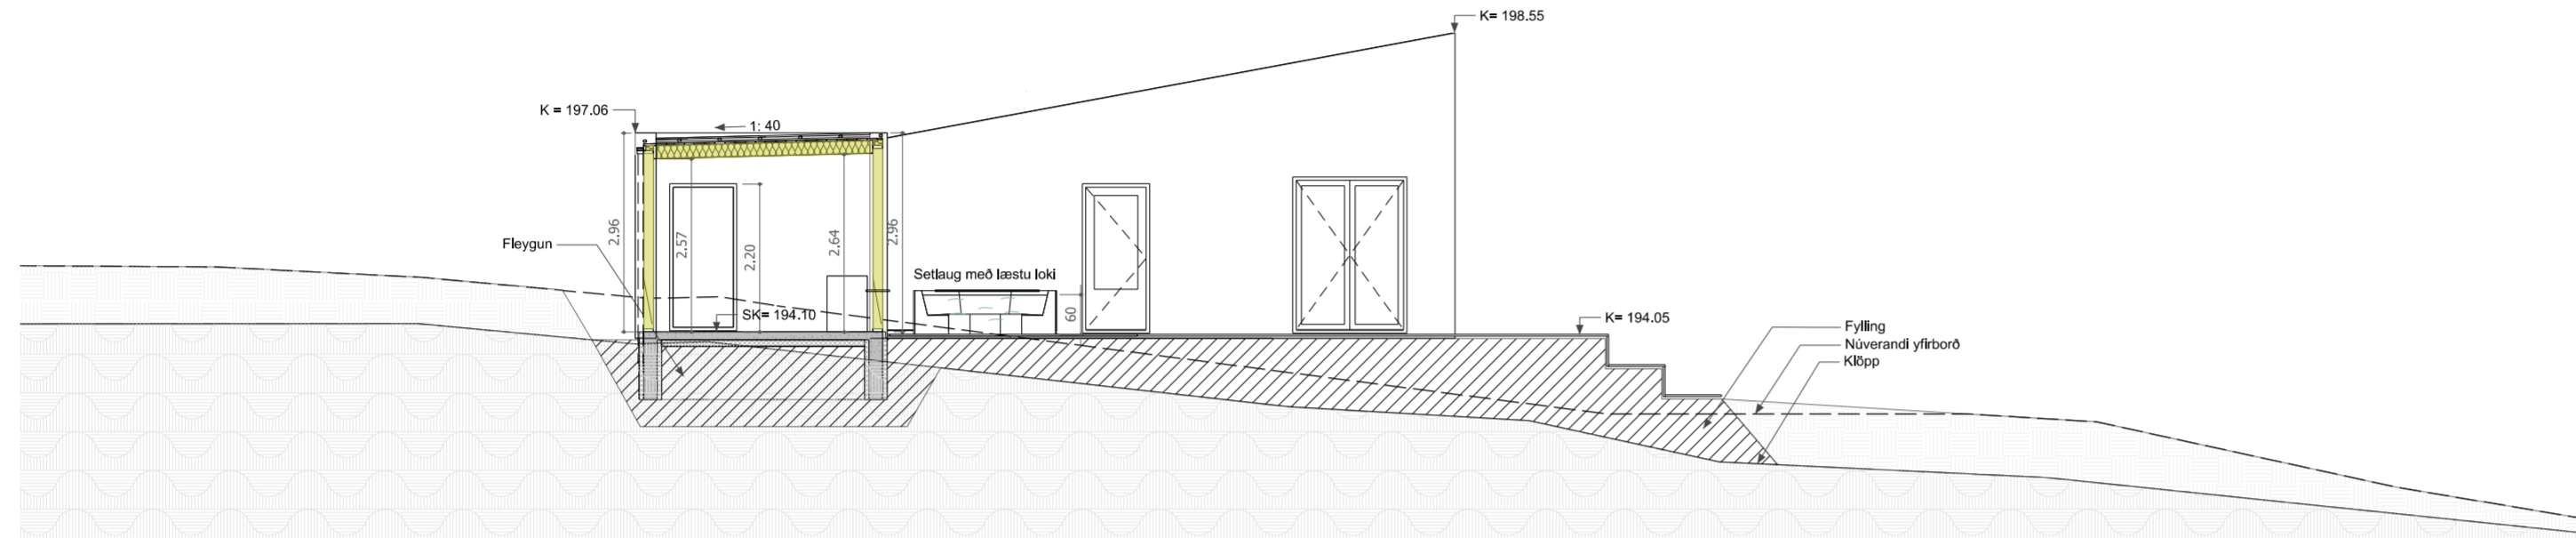 K= 198.55
K = 197.06
1: 40
2.96
2.57
2.20
2.64
2.96
Fleygun
Setlaug með læstu loki
60
SK= 194.10
K= 194.05
Fylling
Núverandi yfirborð
Klöpp